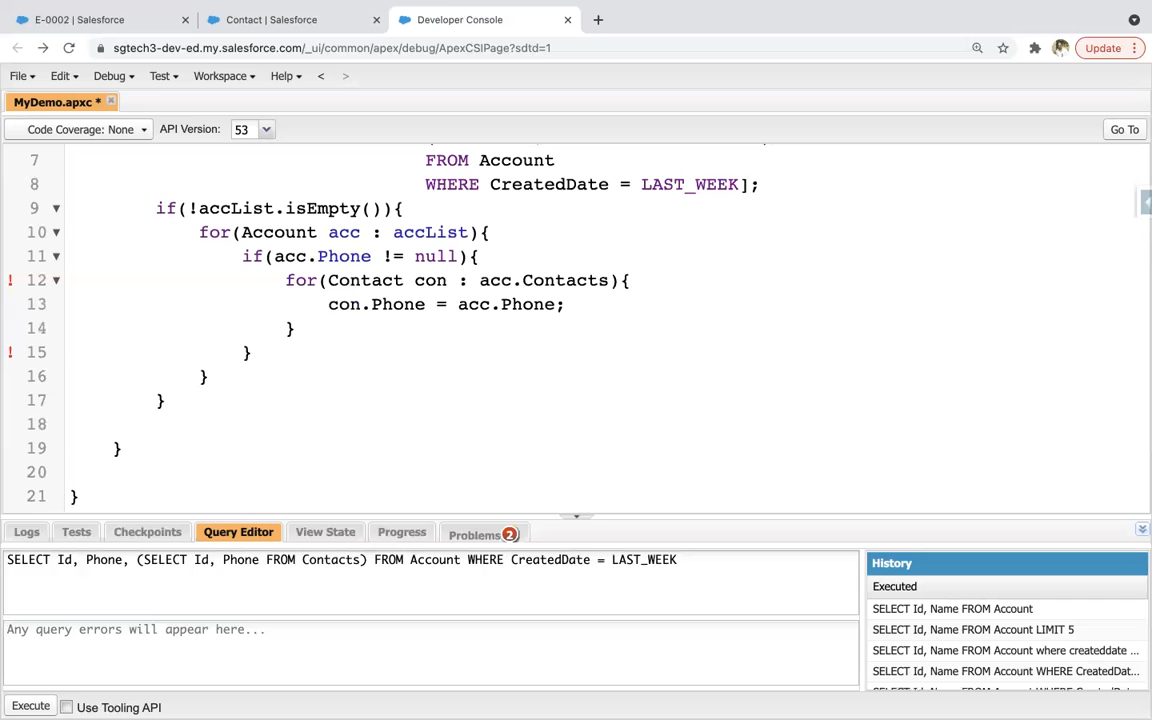 E-0002 | Salesforce
Contact | Salesforce
Developer Console
sgtech3-dev-ed.my.salesforce.com/_ui/common/apex/debug/ApexCSIPage?sdtd=1
Update
File Edit Debug Test Workspace Help < >
MyDemo.apxc *
Code Coverage: None API Version: 53 Go To
7 FROM Account
8 WHERE CreatedDate = LAST_WEEK];
9 if(!accList.isEmpty()){
10 for(Account acc : accList){
11 if(acc.Phone != null){
! 12 for(Contact con : acc.Contacts){
13 con.Phone = acc.Phone;
14 }
! 15 }
16 }
17 }
18
19 }
20
21 }
Logs Tests Checkpoints Query Editor View State Progress Problems 2
SELECT Id, Phone, (SELECT Id, Phone FROM Contacts) FROM Account WHERE CreatedDate = LAST_WEEK
Any query errors will appear here...
History
Executed
SELECT Id, Name FROM Account
SELECT Id, Name FROM Account LIMIT 5
SELECT Id, Name FROM Account where createddate ...
SELECT Id, Name FROM Account WHERE CreatedDat...
Execute Use Tooling API